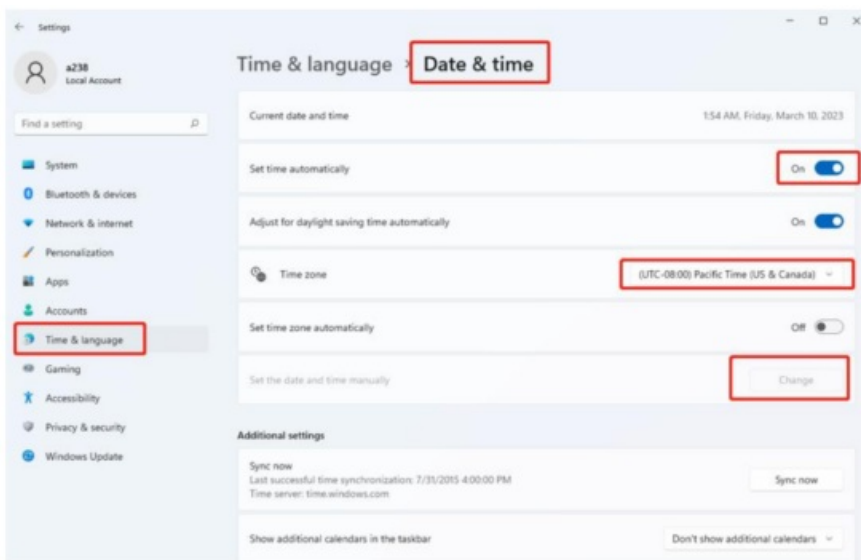 Settings
a238
Local Account
Find a setting
System
Bluetooth & devices
Network & internet
Personalization
Apps
Accounts
Time & language
Gaming
Accessibility
Privacy & security
Windows Update
Time & language › Date & time
Current date and time 1:54 AM, Friday, March 10, 2023
Set time automatically On
Adjust for daylight saving time automatically On
Time zone (UTC-08:00) Pacific Time (US & Canada)
Set time zone automatically Off
Set the date and time manually Change
Additional settings
Sync now
Last successful time synchronization: 7/31/2015 4:00:00 PM
Time server: time.windows.com
Sync now
Show additional calendars in the taskbar Don't show additional calendars